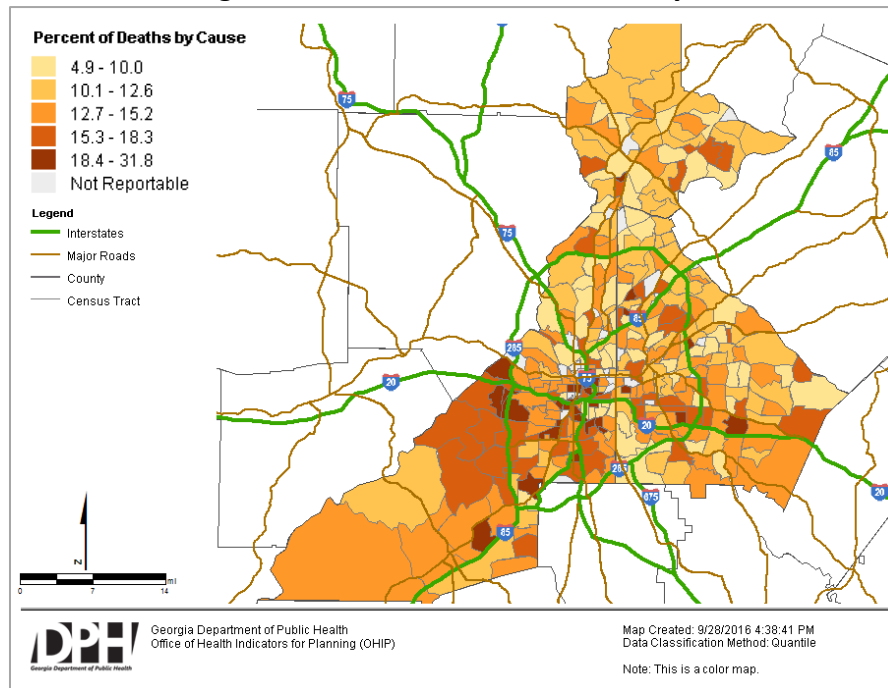 Percent of Deaths by Cause
4.9 - 10.0
10.1 - 12.6
12.7 - 15.2
15.3 - 18.3
18.4 - 31.8
Not Reportable
Legend
Interstates
Major Roads
County
Census Tract
75
85
75
85
285
20
75
20
285
675
20
85
N
mi
0 7 14
DPH
Georgia Department of Public Health
Georgia Department of Public Health
Office of Health Indicators for Planning (OHIP)
Map Created: 9/28/2016 4:38:41 PM
Data Classification Method: Quantile
Note: This is a color map.